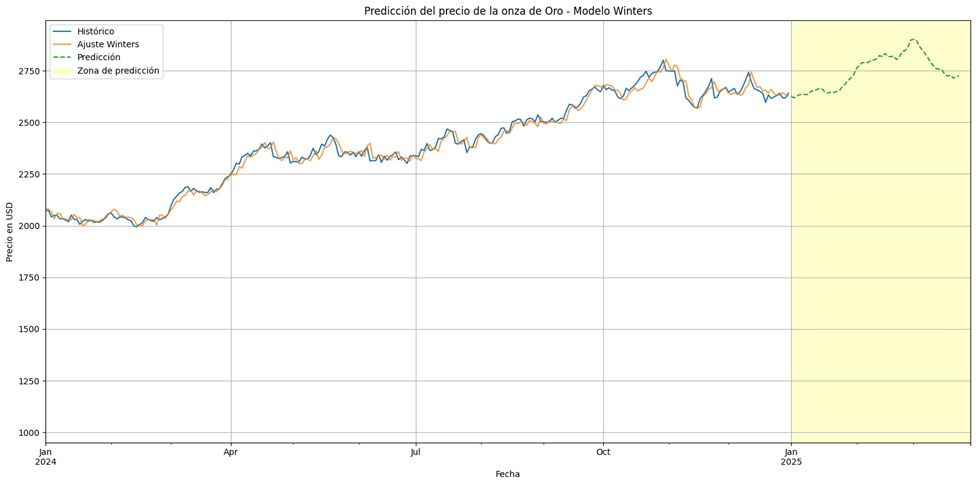 Predicción del precio de la onza de Oro - Modelo Winters
Histórico
Ajuste Winters
Predicción
Zona de predicción
Precio en USD
2750
2500
2250
2000
1750
1500
1250
1000
Jan
2024
Apr
Jul
Oct
Jan
2025
Fecha